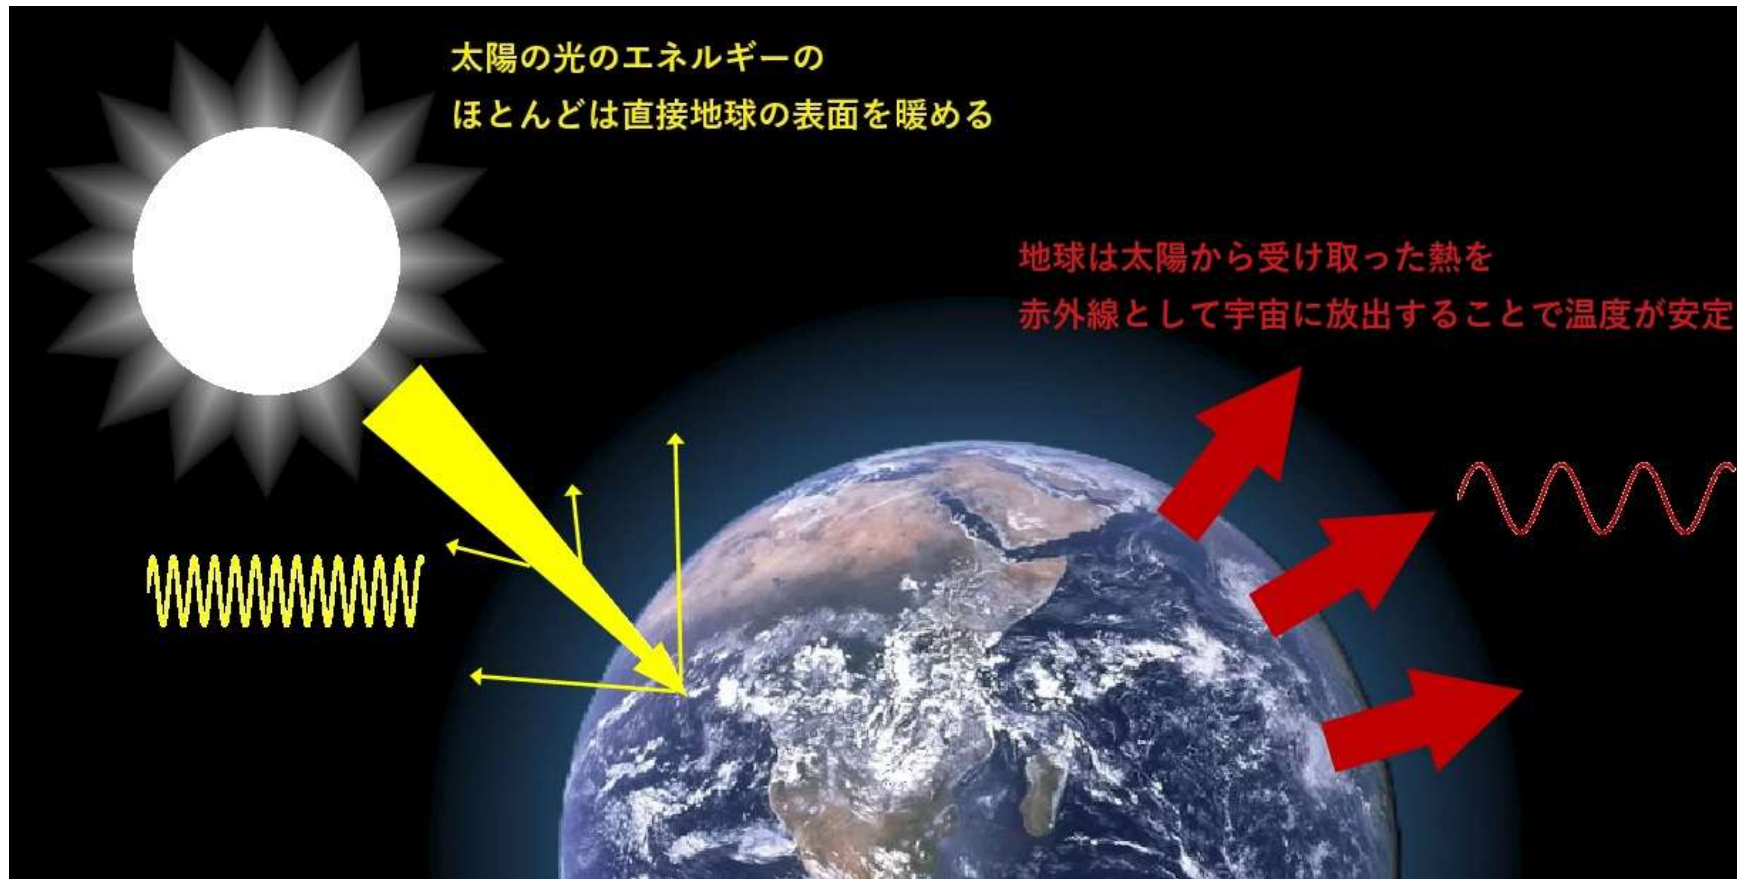 太陽の光のエネルギーの
ほとんどは直接地球の表面を暖める
地球は太陽から受け取った熱を
赤外線として宇宙に放出することで温度が安定